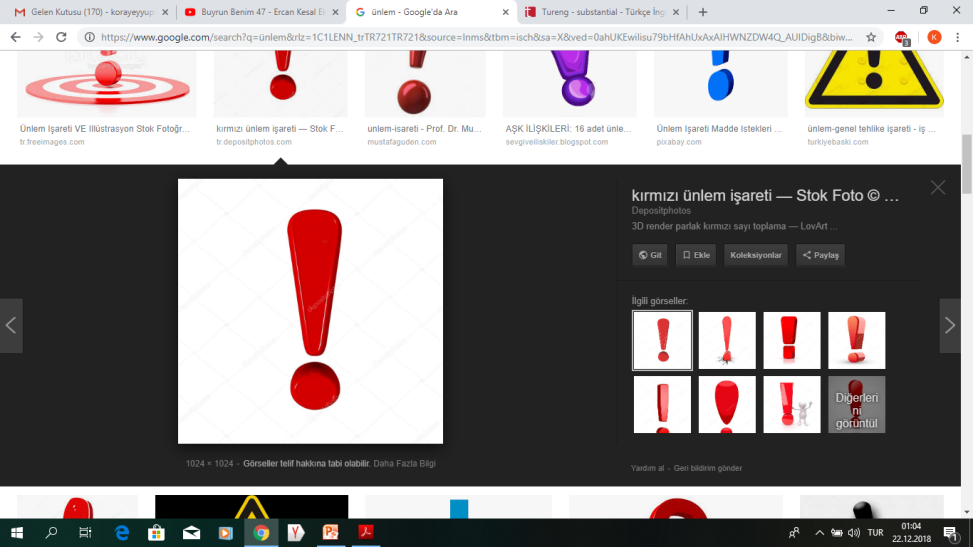 Gelen Kutusu (170) - korayeyyup
Buyrun Benim 47 - Ercan Kesal Ei
ünlem - Google'da Ara
Tureng - substantial - Türkçe İng
https://www.google.com/search?q=ünlem&rlz=1C1LENN_trTR721TR721&source=lnms&tbm=isch&sa=X&ved=0ahUKEwilisu79bHfAhUxAxAIHWNZDW4Q_AUIDigB&biw...
K
Ünlem İşareti VE Illüstrasyon Stok Fotoğr...
tr.freeimages.com
kırmızı ünlem işareti — Stok F...
tr.depositphotos.com
unlem-isareti - Prof. Dr. Mu...
mustafaguden.com
AŞK İLİŞKİLERİ: 16 adet ünle...
sevgiveiliskiler.blogspot.com
Ünlem Işareti Madde Istekleri ...
pixabay.com
ünlem-genel tehlike işareti - iş ...
turkiyebaski.com
kırmızı ünlem işareti — Stok Foto © ...
Depositphotos
3D render parlak kırmızı sayı toplama — LovArt ...
Git
Ekle
Koleksiyonlar
Paylaş
İlgili görseller:
Diğerleri
ni
görüntül
1024 × 1024 - Görseller telif hakkına tabi olabilir. Daha Fazla Bilgi
Yardım al - Geri bildirim gönder
TUR
01:04
22.12.2018
1